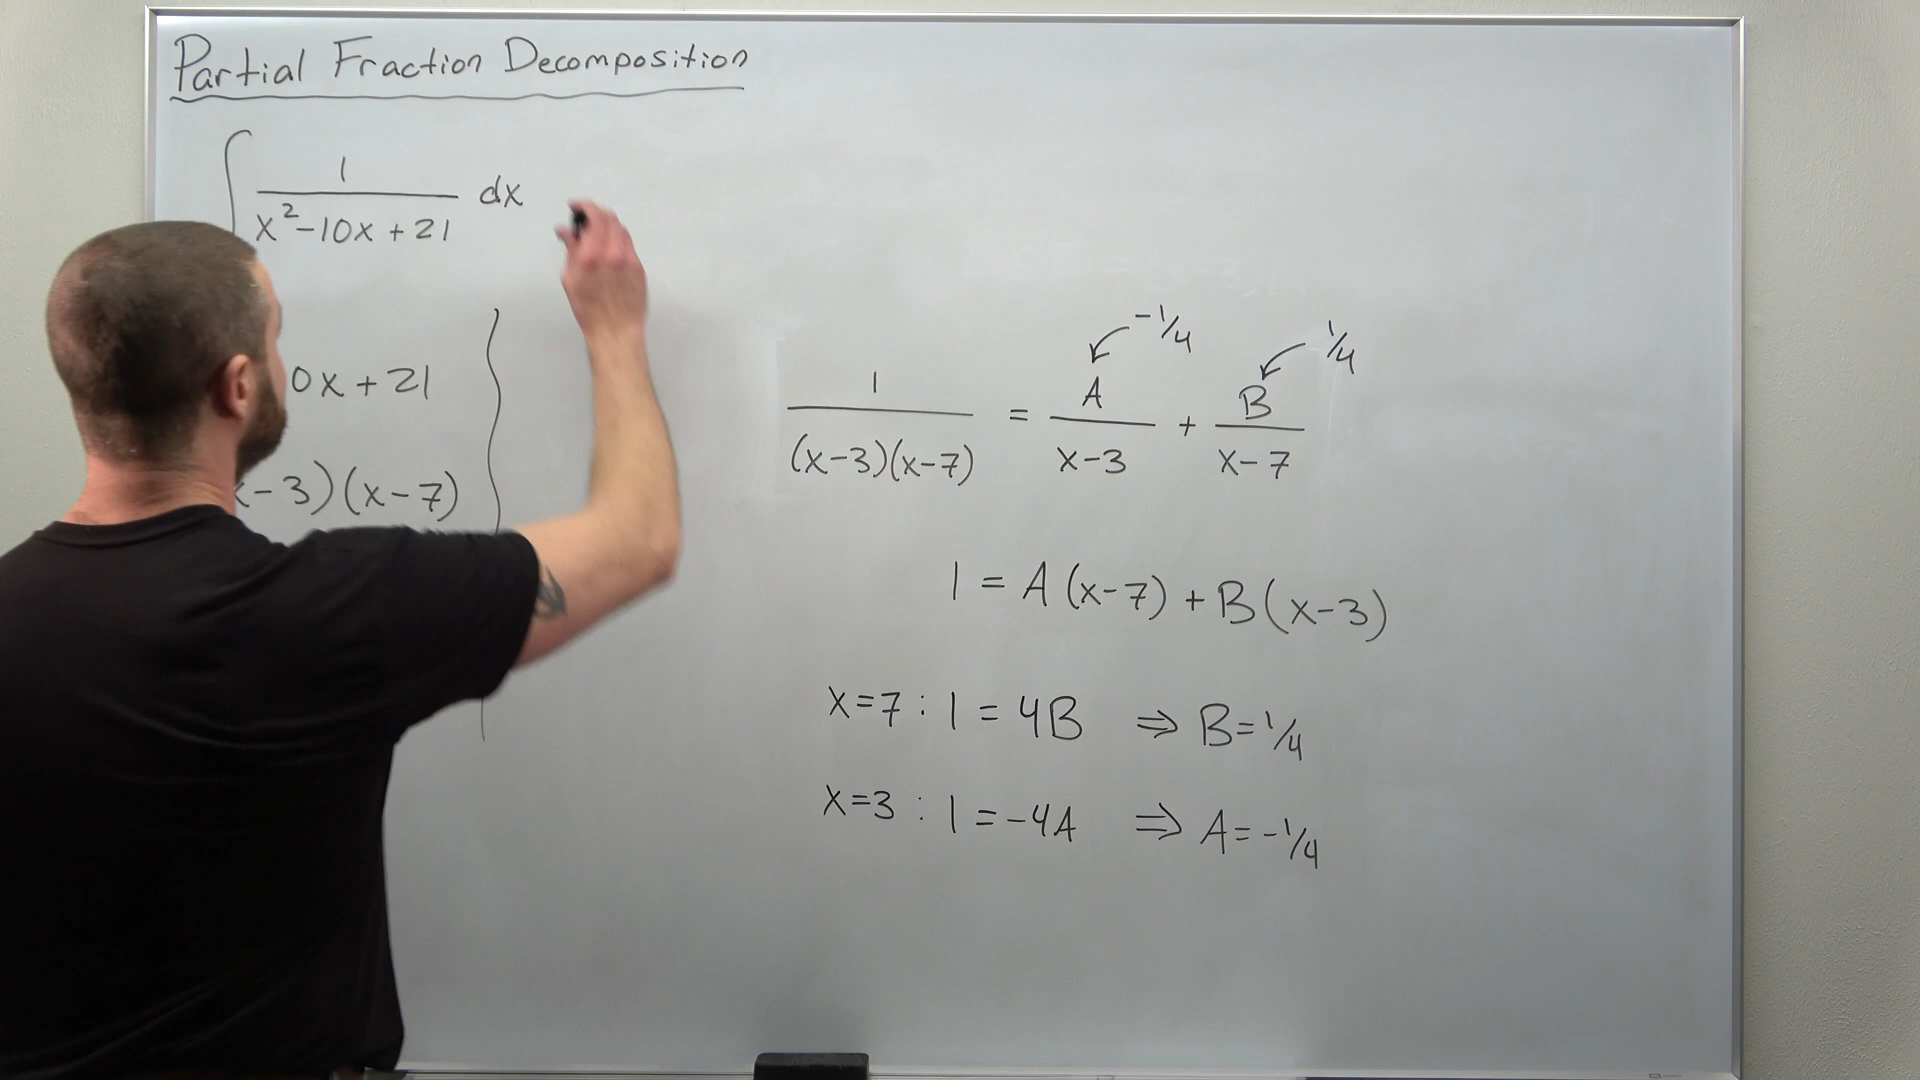 Partial Fraction Decomposition
∫ 1/(x²-10x+21) dx
0x+21
x-3)(x-7)
-1/4 1/4
1/((x-3)(x-7)) = A/(x-3) + B/(x-7)
1 = A(x-7) + B(x-3)
x=7 : 1 = 4B ⇒ B=1/4
x=3 : 1 = -4A ⇒ A=-1/4